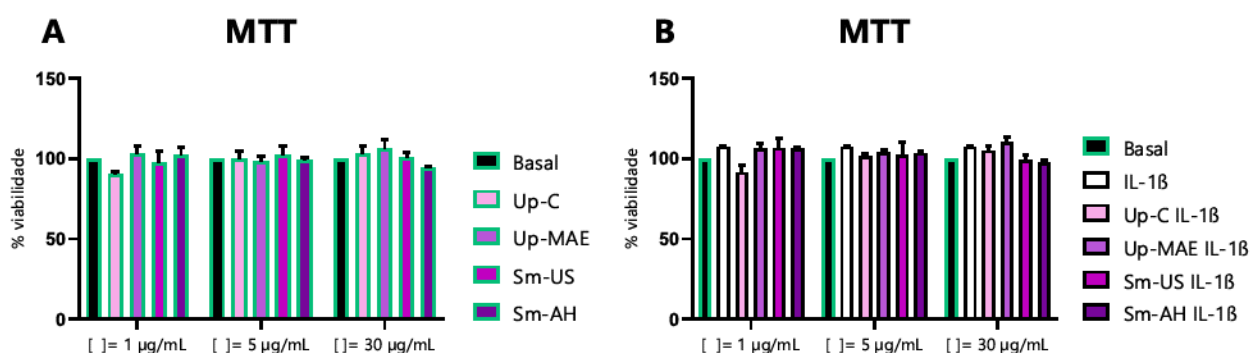 A
MTT
150
100
50
0
% viabilidade
[ ]= 1 µg/mL
[ ]= 5 µg/mL
[ ]= 30 µg/mL
Basal
Up-C
Up-MAE
Sm-US
Sm-AH
B
MTT
150
100
50
0
% viabilidade
[ ]= 1 µg/mL
[ ]= 5 µg/mL
[ ]= 30 µg/mL
Basal
IL-1ß
Up-C IL-1ß
Up-MAE IL-1ß
Sm-US IL-1ß
Sm-AH IL-1ß